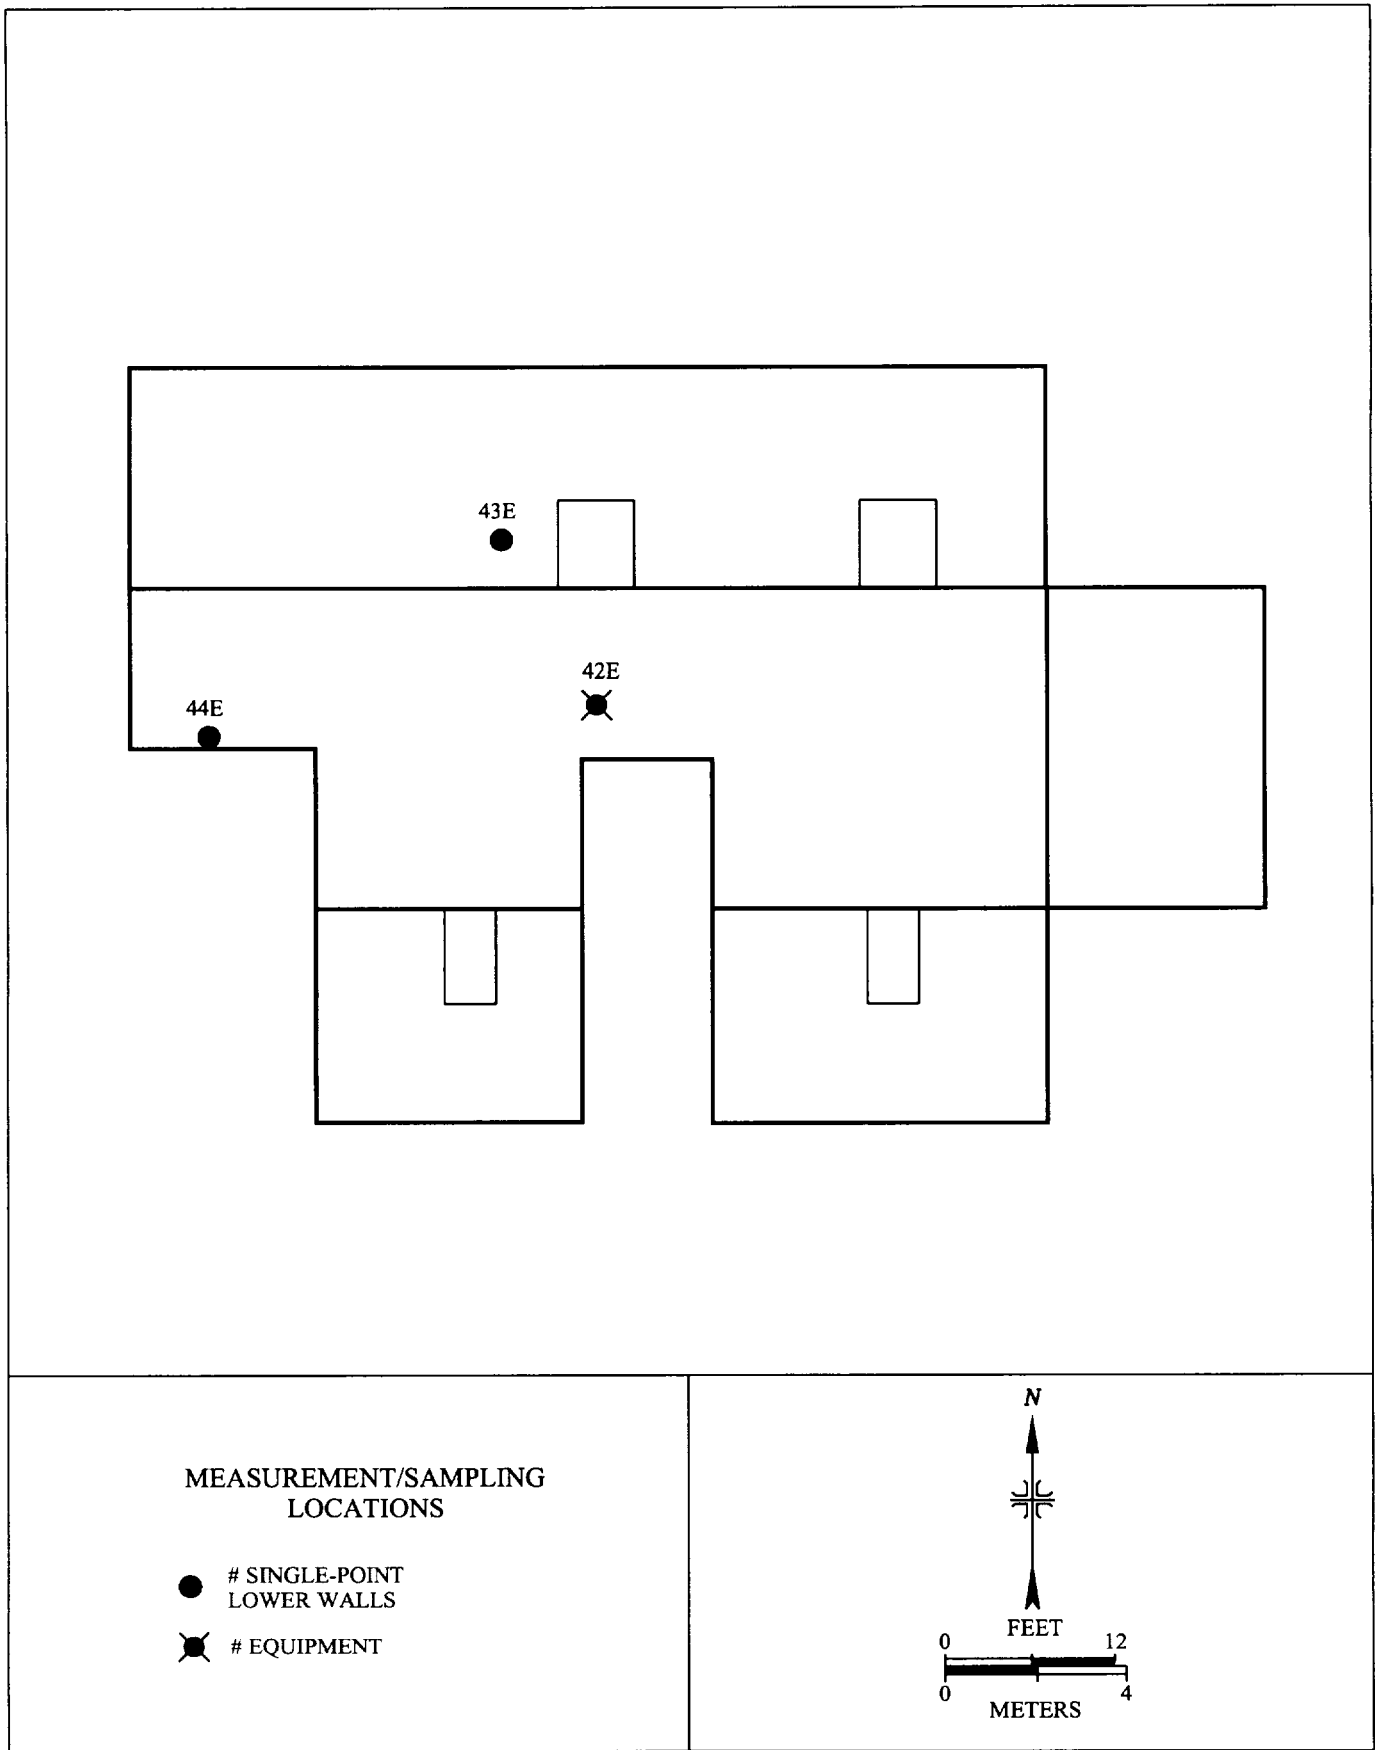 43E
42E
44E
MEASUREMENT/SAMPLING
LOCATIONS
# SINGLE-POINT
LOWER WALLS
# EQUIPMENT
N
FEET
0 12
0 4
METERS